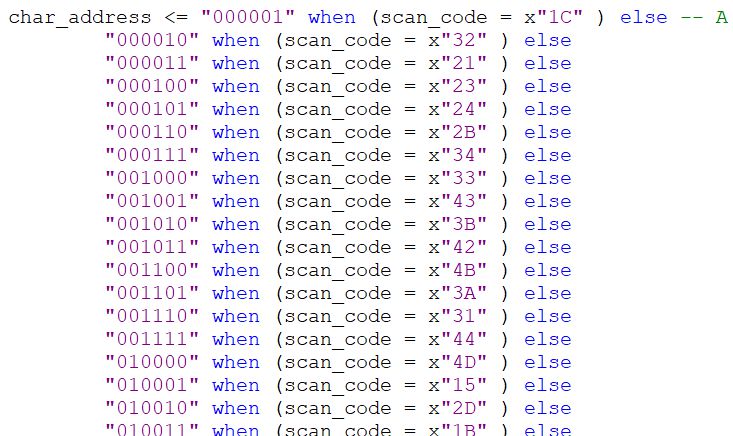 char_address <= "000001" when (scan_code = x"1C" ) else -- A
"000010" when (scan_code = x"32" ) else
"000011" when (scan_code = x"21" ) else
"000100" when (scan_code = x"23" ) else
"000101" when (scan_code = x"24" ) else
"000110" when (scan_code = x"2B" ) else
"000111" when (scan_code = x"34" ) else
"001000" when (scan_code = x"33" ) else
"001001" when (scan_code = x"43" ) else
"001010" when (scan_code = x"3B" ) else
"001011" when (scan_code = x"42" ) else
"001100" when (scan_code = x"4B" ) else
"001101" when (scan_code = x"3A" ) else
"001110" when (scan_code = x"31" ) else
"001111" when (scan_code = x"44" ) else
"010000" when (scan_code = x"4D" ) else
"010001" when (scan_code = x"15" ) else
"010010" when (scan_code = x"2D" ) else
"010011" when (scan_code = x"1B" ) else